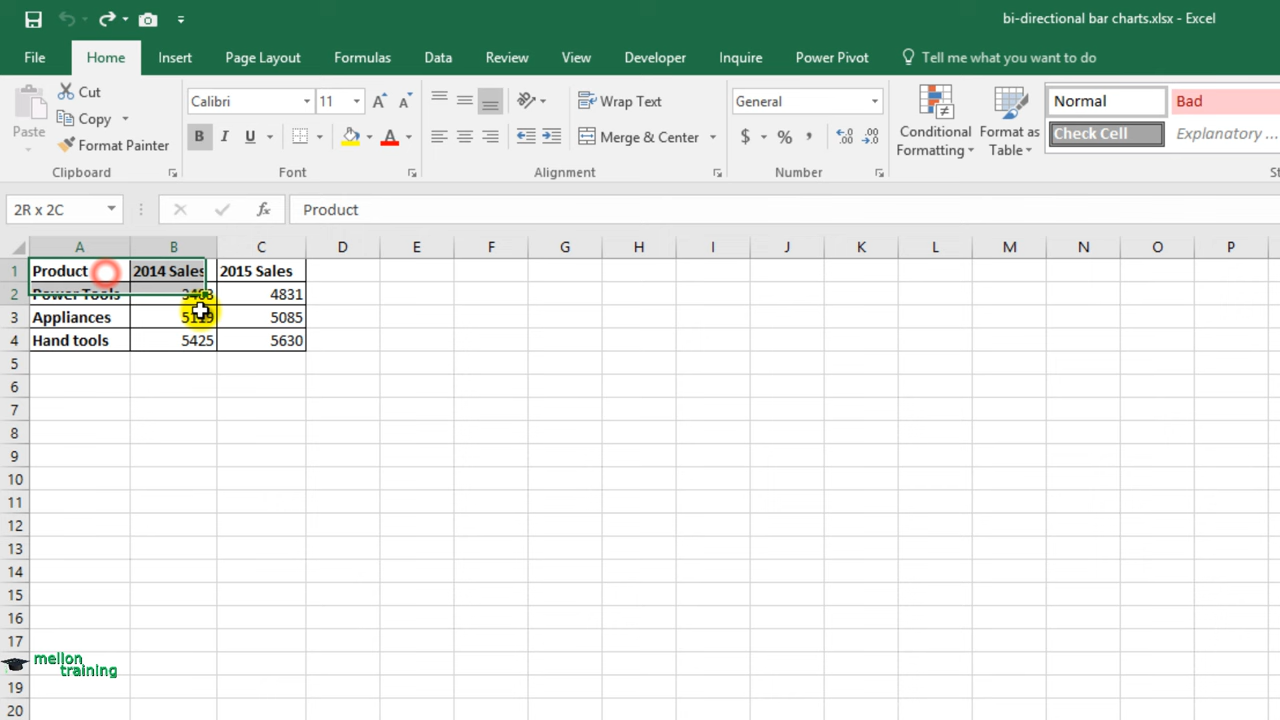 bi-directional bar charts.xlsx - Excel
File Home Insert Page Layout Formulas Data Review View Developer Inquire Power Pivot Tell me what you want to do
Cut
Copy
Format Painter
Paste
Clipboard
Calibri 11
B I U A
Font
Wrap Text
Merge & Center
Alignment
General
$ %
Number
Conditional Formatting
Format as Table
Normal Bad
Check Cell Explanatory ...
St
2R x 2C fx Product
A B C D E F G H I J K L M N O P
1 Product 2014 Sales 2015 Sales
2 Power Tools 4831
3 Appliances 5085
4 Hand tools 5425 5630
5
6
7
8
9
10
11
12
13
14
15
16
17
mellon
training
19
20